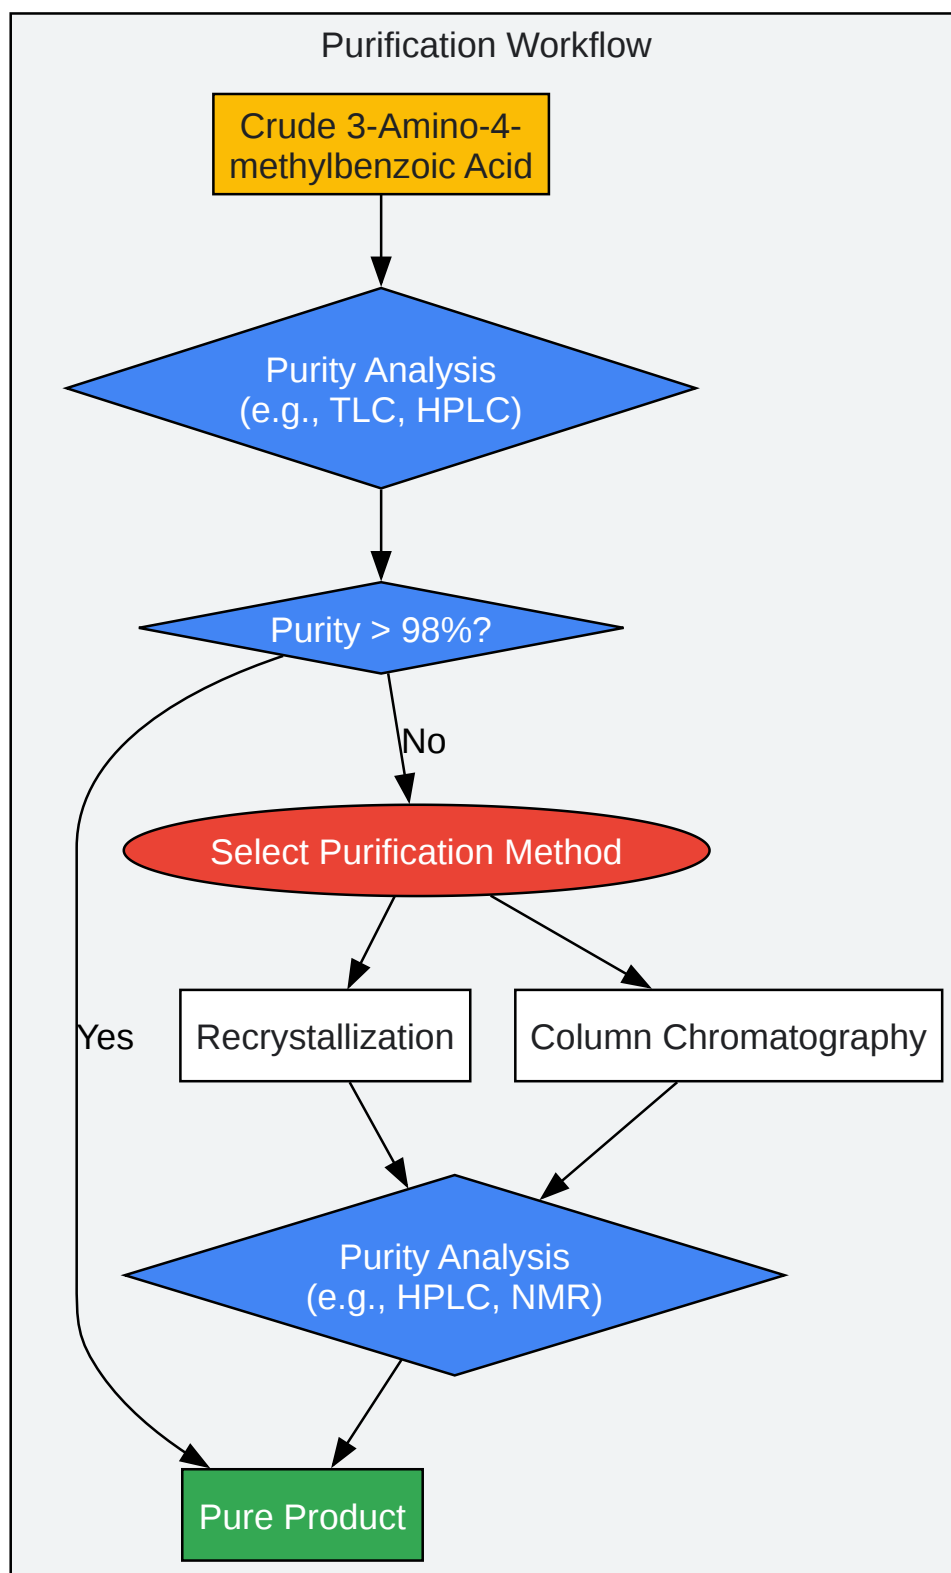 Purification Workflow
Crude 3-Amino-4-
methylbenzoic Acid
Purity Analysis
(e.g., TLC, HPLC)
Purity > 98%?
No
Select Purification Method
Yes
Recrystallization
Column Chromatography
Purity Analysis
(e.g., HPLC, NMR)
Pure Product